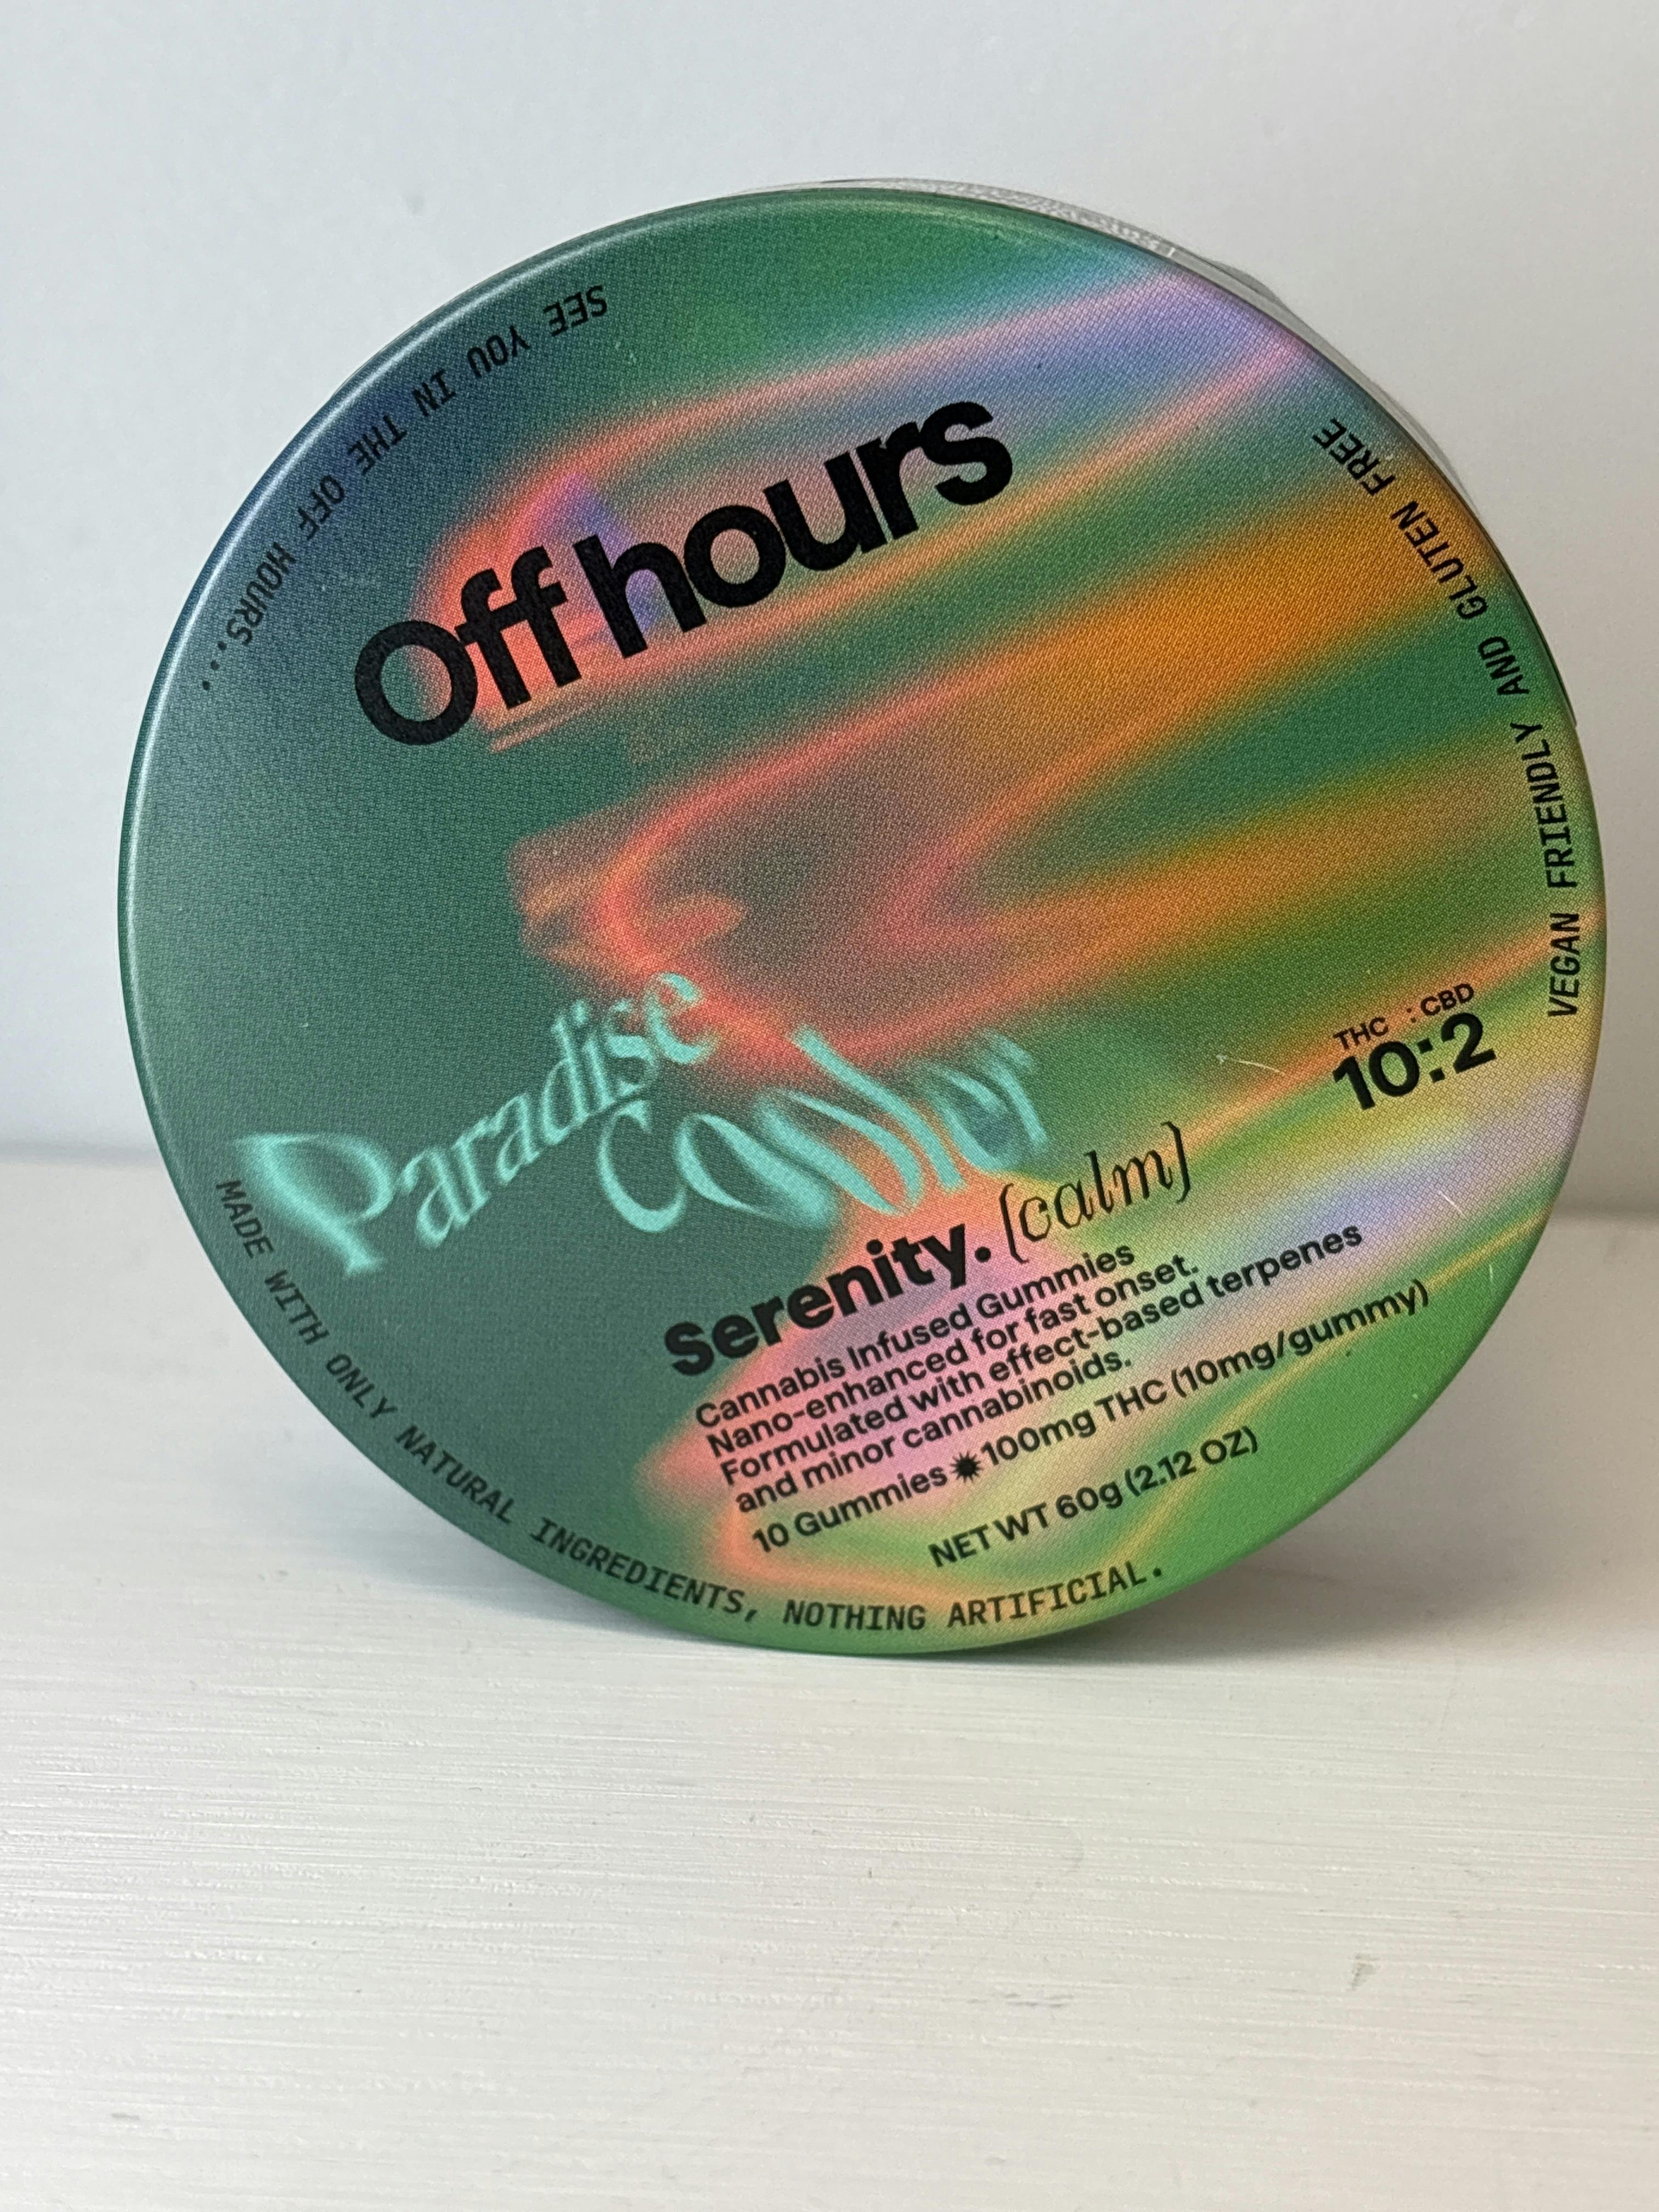 SEE YOU IN THE OFF HOURS...
Off hours
VEGAN FRIENDLY AND GLUTEN FREE
THC : CBD
10:2
Paradise
cooler
Serenity. [calm]
Cannabis Infused Gummies
Nano-enhanced for fast onset.
Formulated with effect-based terpenes
and minor cannabinoids.
10 Gummies✹100mg THC (10mg/gummy)
NET WT 60g (2.12 OZ)
MADE WITH ONLY NATURAL INGREDIENTS, NOTHING ARTIFICIAL.